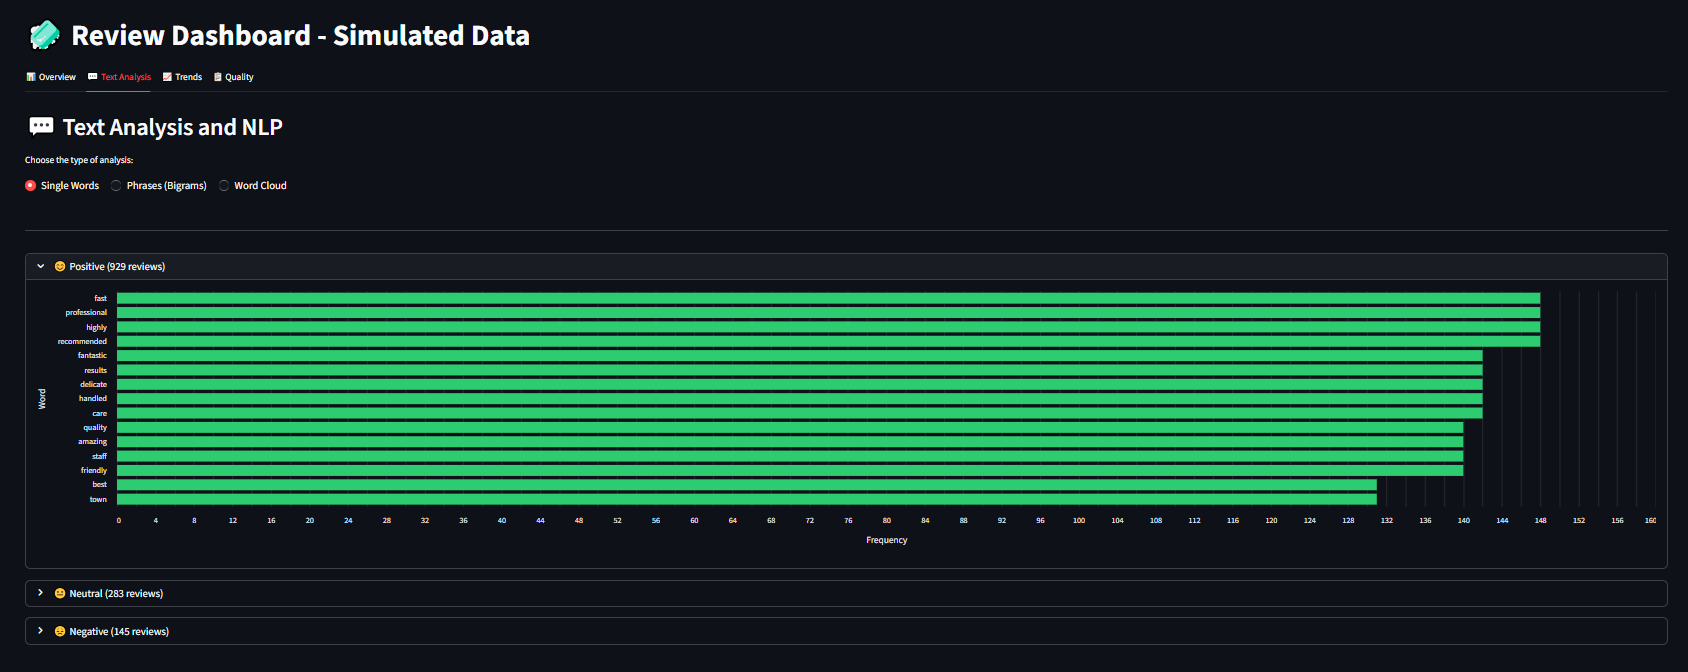 Review Dashboard - Simulated Data
Overview Text Analysis Trends Quality
Text Analysis and NLP
Choose the type of analysis:
Single Words Phrases (Bigrams) Word Cloud
Positive (929 reviews)
Word
fast
professional
highly
recommended
fantastic
results
delicate
handled
care
quality
amazing
staff
friendly
best
town
0 4 8 12 16 20 24 28 32 36 40 44 48 52 56 60 64 68 72 76 80 84 88 92 96 100 104 108 112 116 120 124 128 132 136 140 144 148 152 156 160
Frequency
Neutral (283 reviews)
Negative (145 reviews)